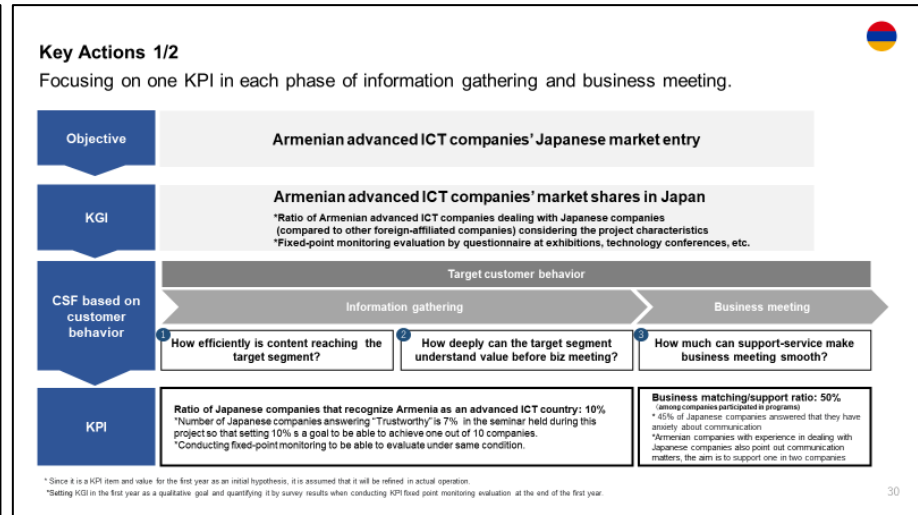 Key Actions 1/2
Focusing on one KPI in each phase of information gathering and business meeting.
Objective
Armenian advanced ICT companies' Japanese market entry
KGI
Armenian advanced ICT companies' market shares in Japan
*Ratio of Armenian advanced ICT companies dealing with Japanese companies
(compared to other foreign-affiliated companies) considering the project characteristics
*Fixed-point monitoring evaluation by questionnaire at exhibitions, technology conferences, etc.
CSF based on
customer
behavior
Target customer behavior
Information gathering
Business meeting
1
How efficiently is content reaching the
target segment?
2
How deeply can the target segment
understand value before biz meeting?
3
How much can support-service make
business meeting smooth?
KPI
Ratio of Japanese companies that recognize Armenia as an advanced ICT country: 10%
*Number of Japanese companies answering "Trustworthy" is 7% in the seminar held during this
project so that setting 10% s a goal to be able to achieve one out of 10 companies.
*Conducting fixed-point monitoring to be able to evaluate under same condition.
Business matching/support ratio: 50%
(among companies participated in programs)
* 45% of Japanese companies answered that they have
anxiety about communication
*Armenian companies with experience in dealing with
Japanese companies also point out communication
matters, the aim is to support one in two companies
* Since it is a KPI item and value for the first year as an initial hypothesis, it is assumed that it will be refined in actual operation.
*Setting KGI in the first year as a qualitative goal and quantifying it by survey results when conducting KPI fixed point monitoring evaluation at the end of the first year.
30